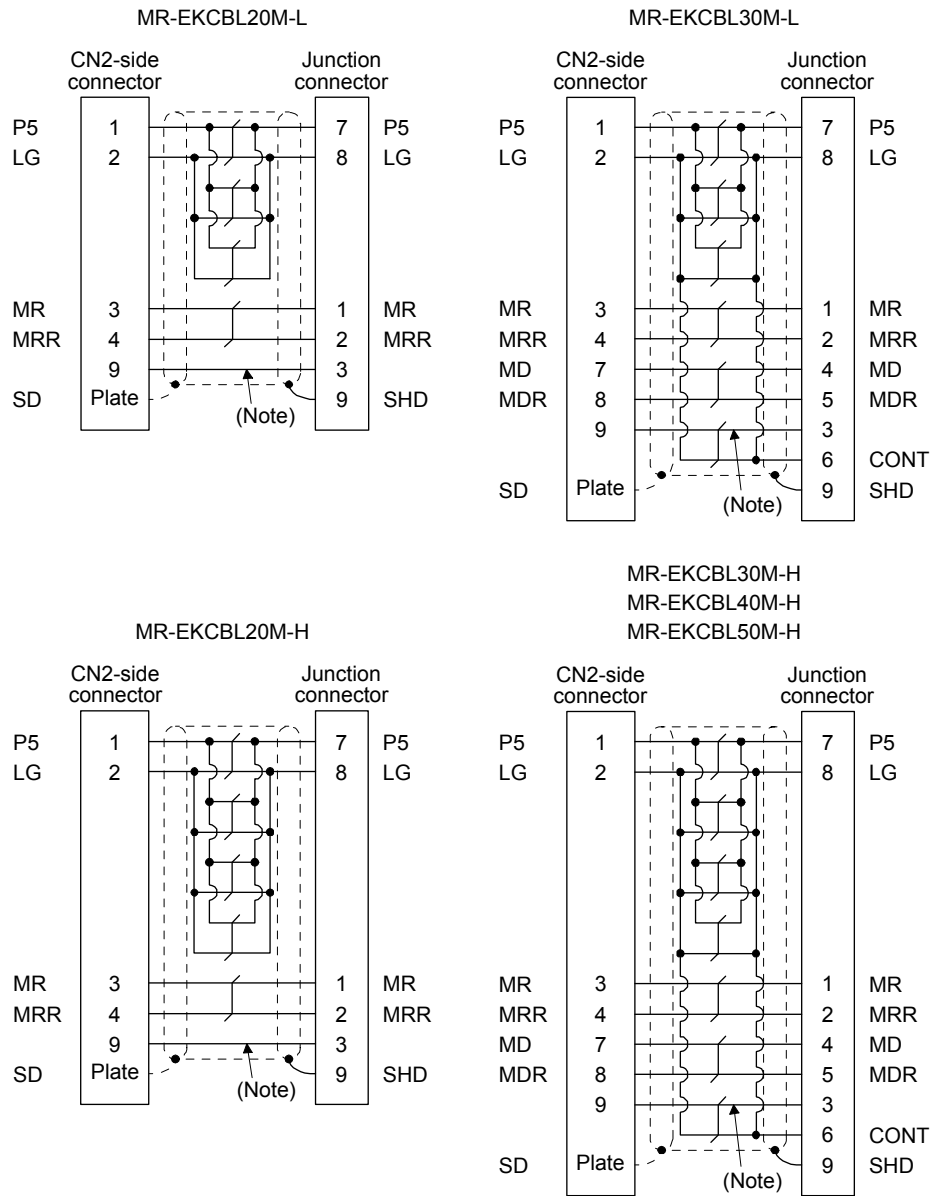 MR-EKCBL20M-L
CN2-side connector
Junction connector
P5 1 7 P5
LG 2 8 LG
MR 3 1 MR
MRR 4 2 MRR
9 3
SD Plate 9 SHD
(Note)
MR-EKCBL30M-L
CN2-side connector
Junction connector
P5 1 7 P5
LG 2 8 LG
MR 3 1 MR
MRR 4 2 MRR
MD 7 4 MD
MDR 8 5 MDR
9 3
6 CONT
SD Plate 9 SHD
(Note)
MR-EKCBL20M-H
CN2-side connector
Junction connector
P5 1 7 P5
LG 2 8 LG
MR 3 1 MR
MRR 4 2 MRR
9 3
SD Plate 9 SHD
(Note)
MR-EKCBL30M-H
MR-EKCBL40M-H
MR-EKCBL50M-H
CN2-side connector
Junction connector
P5 1 7 P5
LG 2 8 LG
MR 3 1 MR
MRR 4 2 MRR
MD 7 4 MD
MDR 8 5 MDR
9 3
6 CONT
SD Plate 9 SHD
(Note)